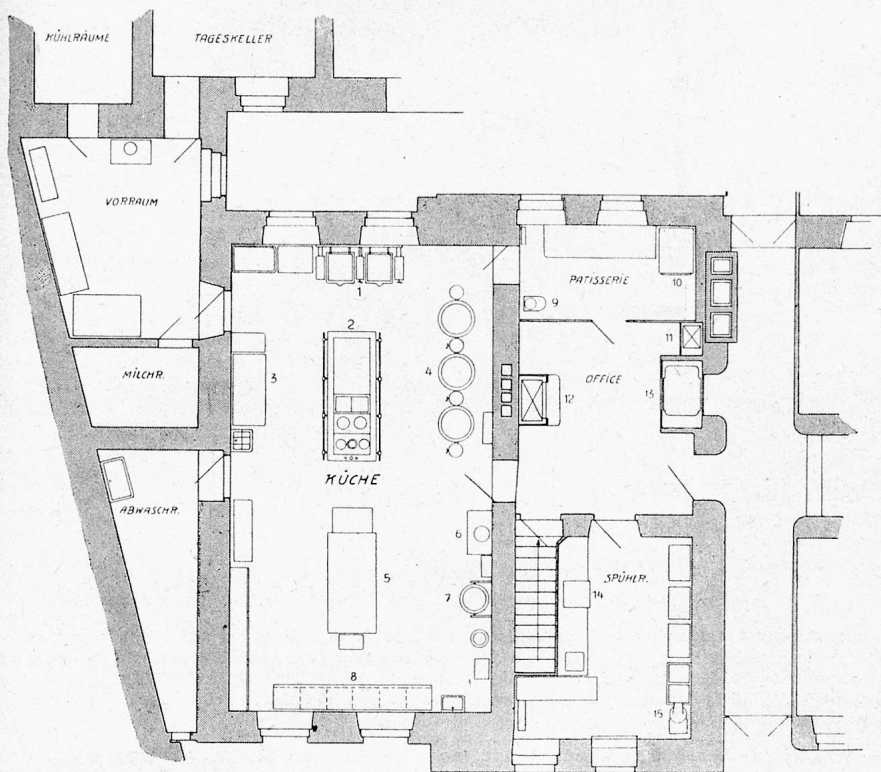 KÜHLRÄUME
TAGESKELLER
VORRAUM
PATISSERIE
1
9
10
2
11
3
4
OFFICE
MILCHR.
12
13
KÜCHE
ABWASCHR.
6
5
SPÜHLR.
7
14
8
15